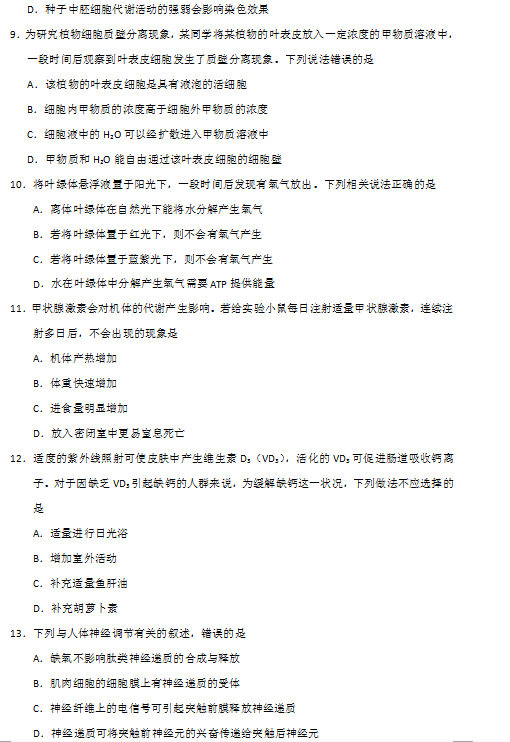 D．种子中胚细胞代谢活动的强弱会影响染色效果
9．为研究植物细胞质壁分离现象，某同学将某植物的叶表皮放入一定浓度的甲物质溶液中，
一段时间后观察到叶表皮细胞发生了质壁分离现象。下列说法错误的是
A．该植物的叶表皮细胞是具有液泡的活细胞
B．细胞内甲物质的浓度高于细胞外甲物质的浓度
C．细胞液中的 H₂O 可以经扩散进入甲物质溶液中
D．甲物质和 H₂O 能自由通过该叶表皮细胞的细胞壁
10．将叶绿体悬浮液置于阳光下，一段时间后发现有氧气放出。下列相关说法正确的是
A．离体叶绿体在自然光下能将水分解产生氧气
B．若将叶绿体置于红光下，则不会有氧气产生
C．若将叶绿体置于蓝紫光下，则不会有氧气产生
D．水在叶绿体中分解产生氧气需要 ATP 提供能量
11．甲状腺激素会对机体的代谢产生影响。若给实验小鼠每日注射适量甲状腺激素，连续注
射多日后，不会出现的现象是
A．机体产热增加
B．体重快速增加
C．进食量明显增加
D．放入密闭室中更易窒息死亡
12．适度的紫外线照射可使皮肤中产生维生素 D₃（VD₃），活化的 VD₃ 可促进肠道吸收钙离
子。对于因缺乏 VD₃ 引起缺钙的人群来说，为缓解缺钙这一状况，下列做法不应选择的
是
A．适量进行日光浴
B．增加室外活动
C．补充适量鱼肝油
D．补充胡萝卜素
13．下列与人体神经调节有关的叙述，错误的是
A．缺氧不影响肽类神经递质的合成与释放
B．肌肉细胞的细胞膜上有神经递质的受体
C．神经纤维上的电信号可引起突触前膜释放神经递质
D．神经递质可将突触前神经元的兴奋传递给突触后神经元